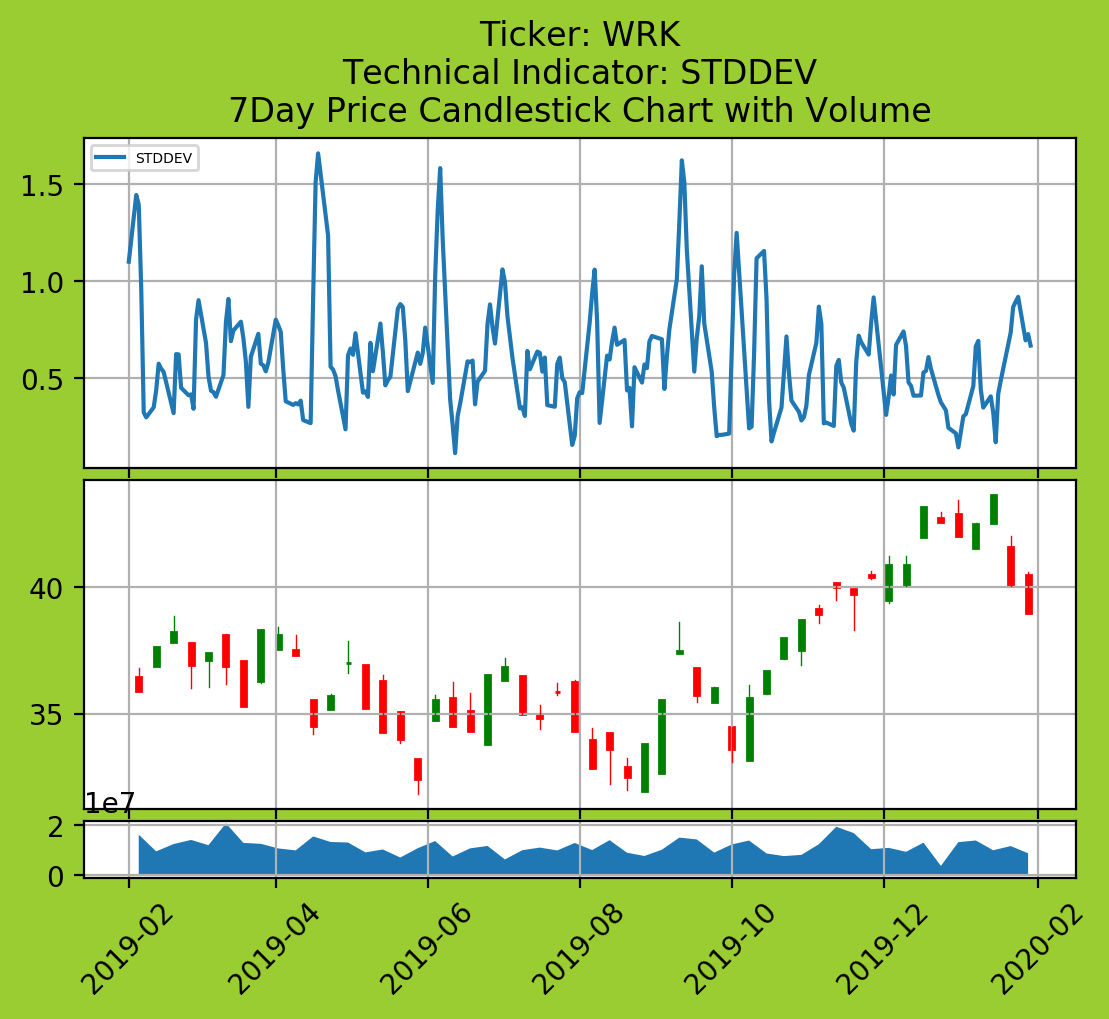 Ticker: WRK
Technical Indicator: STDDEV
7Day Price Candlestick Chart with Volume
STDDEV
1.5
1.0
0.5
40
35
1e7
2
0
2019-02
2019-04
2019-06
2019-08
2019-10
2019-12
2020-02